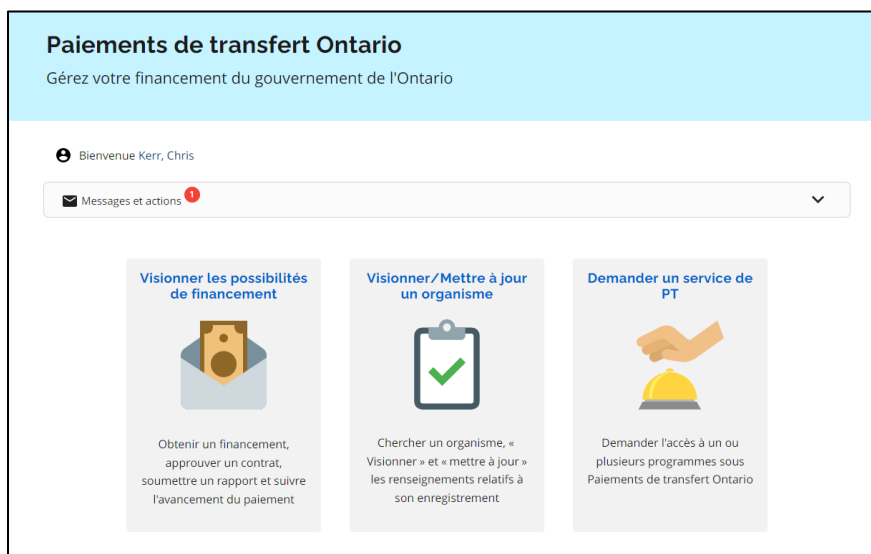 Paiements de transfert Ontario
Gérez votre financement du gouvernement de l'Ontario
Bienvenue Kerr, Chris
Messages et actions 1
Visionner les possibilités
de financement
Obtenir un financement,
approuver un contrat,
soumettre un rapport et suivre
l'avancement du paiement
Visionner/Mettre à jour
un organisme
Chercher un organisme, «
Visionner » et « mettre à jour »
les renseignements relatifs à
son enregistrement
Demander un service de
PT
Demander l'accès à un ou
plusieurs programmes sous
Paiements de transfert Ontario